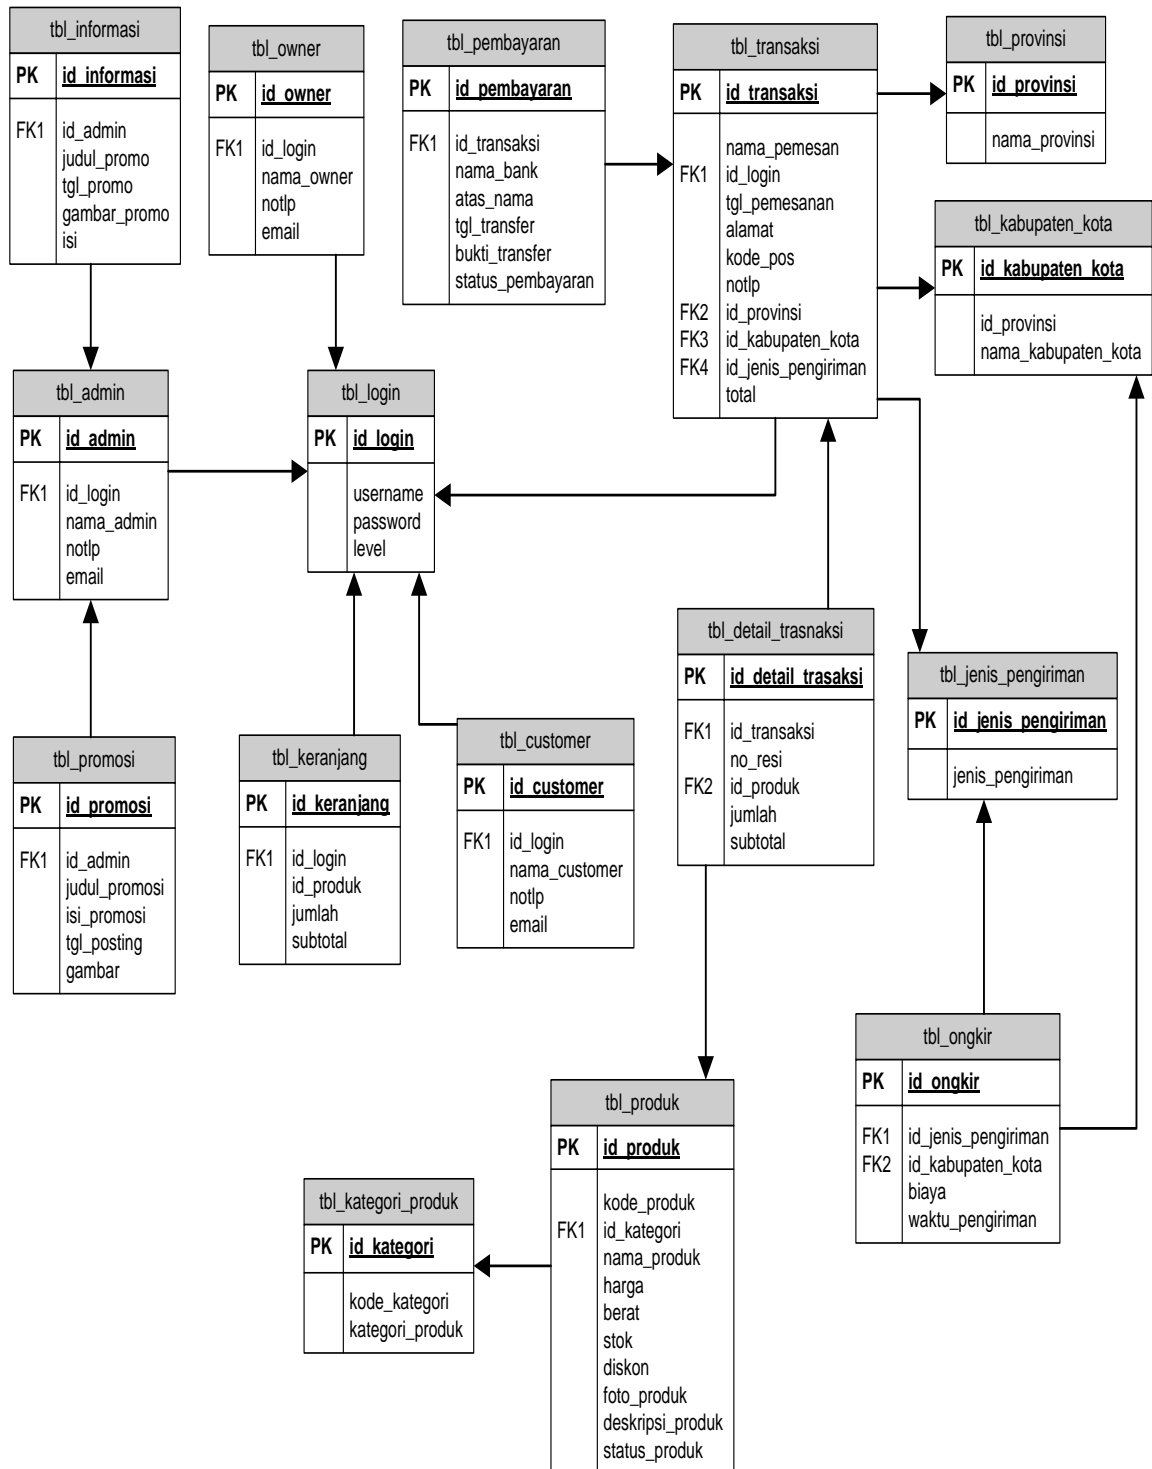 tbl_informasi
PK id_informasi
FK1 id_admin
judul_promo
tgl_promo
gambar_promo
isi
tbl_owner
PK id_owner
FK1 id_login
nama_owner
notlp
email
tbl_pembayaran
PK id_pembayaran
FK1 id_transaksi
nama_bank
atas_nama
tgl_transfer
bukti_transfer
status_pembayaran
tbl_transaksi
PK id_transaksi
nama_pemesan
FK1 id_login
tgl_pemesanan
alamat
kode_pos
notlp
FK2 id_provinsi
FK3 id_kabupaten_kota
FK4 id_jenis_pengiriman
total
tbl_provinsi
PK id_provinsi
nama_provinsi
tbl_kabupaten_kota
PK id_kabupaten_kota
id_provinsi
nama_kabupaten_kota
tbl_admin
PK id_admin
FK1 id_login
nama_admin
notlp
email
tbl_login
PK id_login
username
password
level
tbl_detail_trasnaksi
PK id_detail_trasaksi
FK1 id_transaksi
no_resi
FK2 id_produk
jumlah
subtotal
tbl_jenis_pengiriman
PK id_jenis_pengiriman
jenis_pengiriman
tbl_promosi
PK id_promosi
FK1 id_admin
judul_promosi
isi_promosi
tgl_posting
gambar
tbl_keranjang
PK id_keranjang
FK1 id_login
id_produk
jumlah
subtotal
tbl_customer
PK id_customer
FK1 id_login
nama_customer
notlp
email
tbl_ongkir
PK id_ongkir
FK1 id_jenis_pengiriman
FK2 id_kabupaten_kota
biaya
waktu_pengiriman
tbl_produk
PK id_produk
kode_produk
FK1 id_kategori
nama_produk
harga
berat
stok
diskon
foto_produk
deskripsi_produk
status_produk
tbl_kategori_produk
PK id_kategori
kode_kategori
kategori_produk